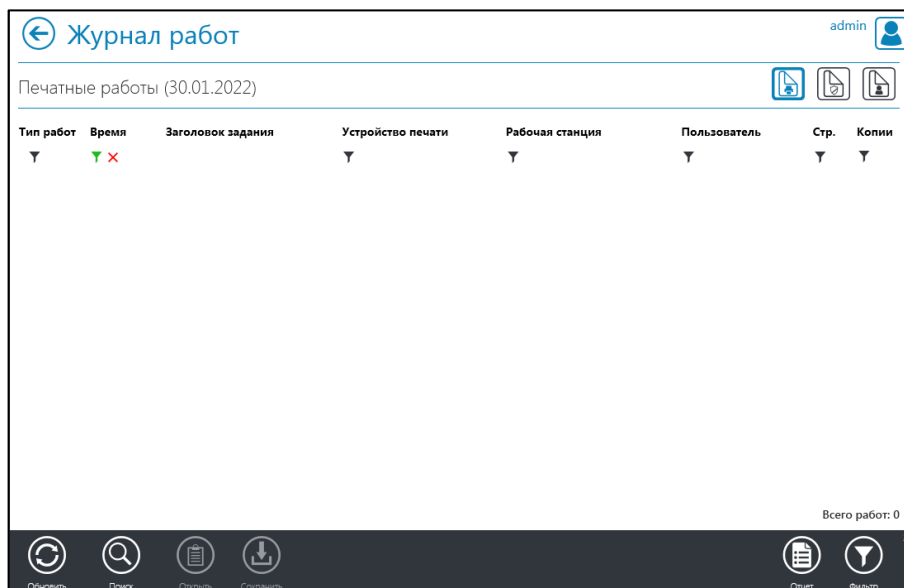 Журнал работ
admin
Печатные работы (30.01.2022)
Тип работ Время Заголовок задания Устройство печати Рабочая станция Пользователь Стр. Копии
Всего работ: 0
Обновить Поиск Открыть Сохранить Отчет Фильтр